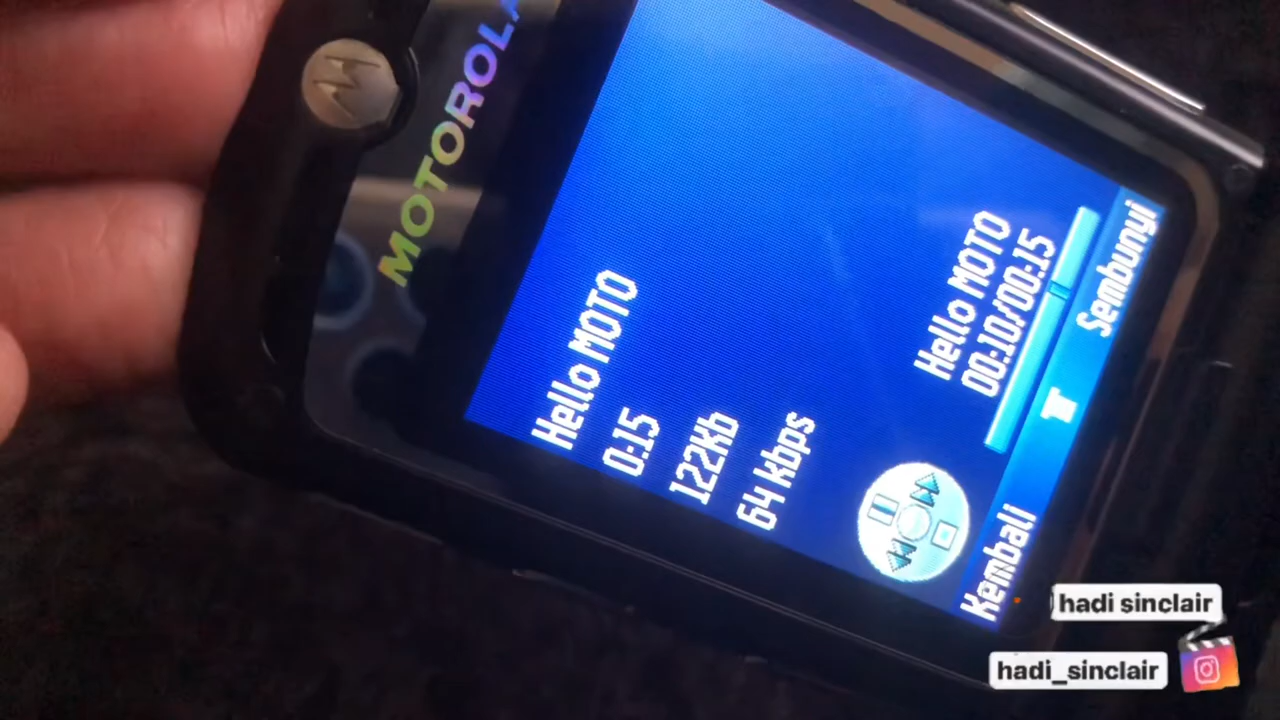 MOTOROLA
Hello MOTO
0:15
122Kb
64 kbps
Hello MOTO
00:10/00:15
Kembali
Sembunyi
hadi sinclair
hadi_sinclair